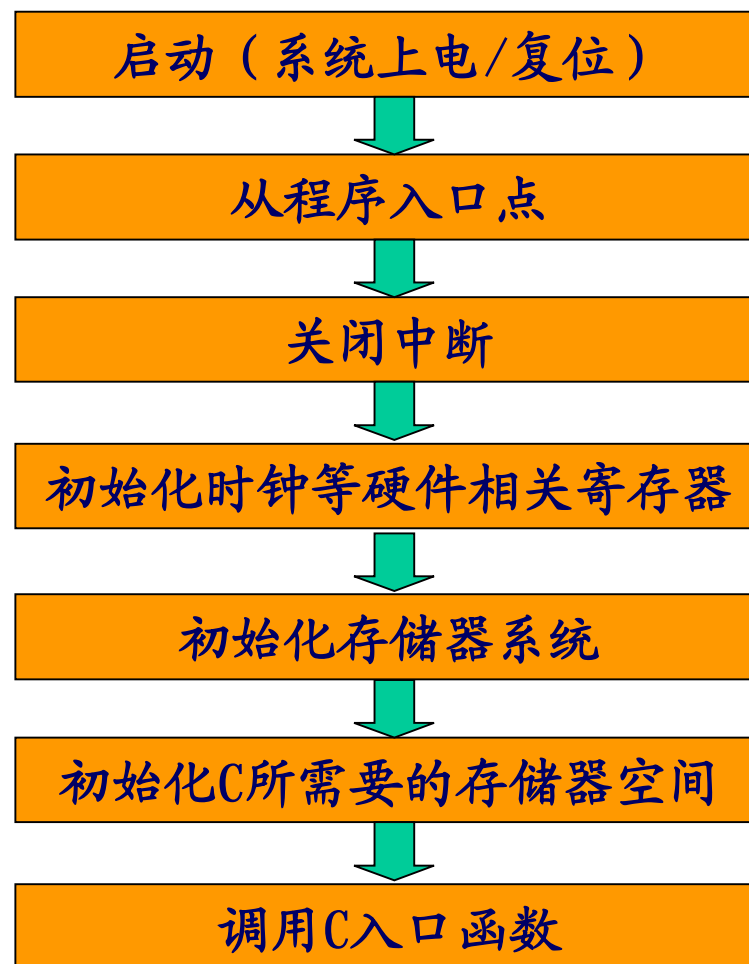 启动（系统上电/复位）
从程序入口点
关闭中断
初始化时钟等硬件相关寄存器
初始化存储器系统
初始化C所需要的存储器空间
调用C入口函数